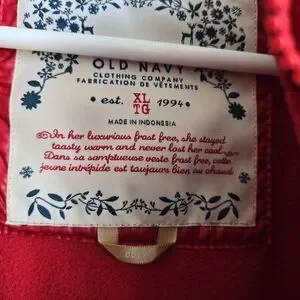 OLD NAVY
CLOTHING COMPANY
FABRICATION DE VÊTEMENTS
• est. XL TG 1994 •
MADE IN INDONESIA
In her luxurious frost free, she stayed
toasty warm and never lost her cool
Dans sa somptueuse veste frost free, cette
jeune intrépide est toujours bien au chaud